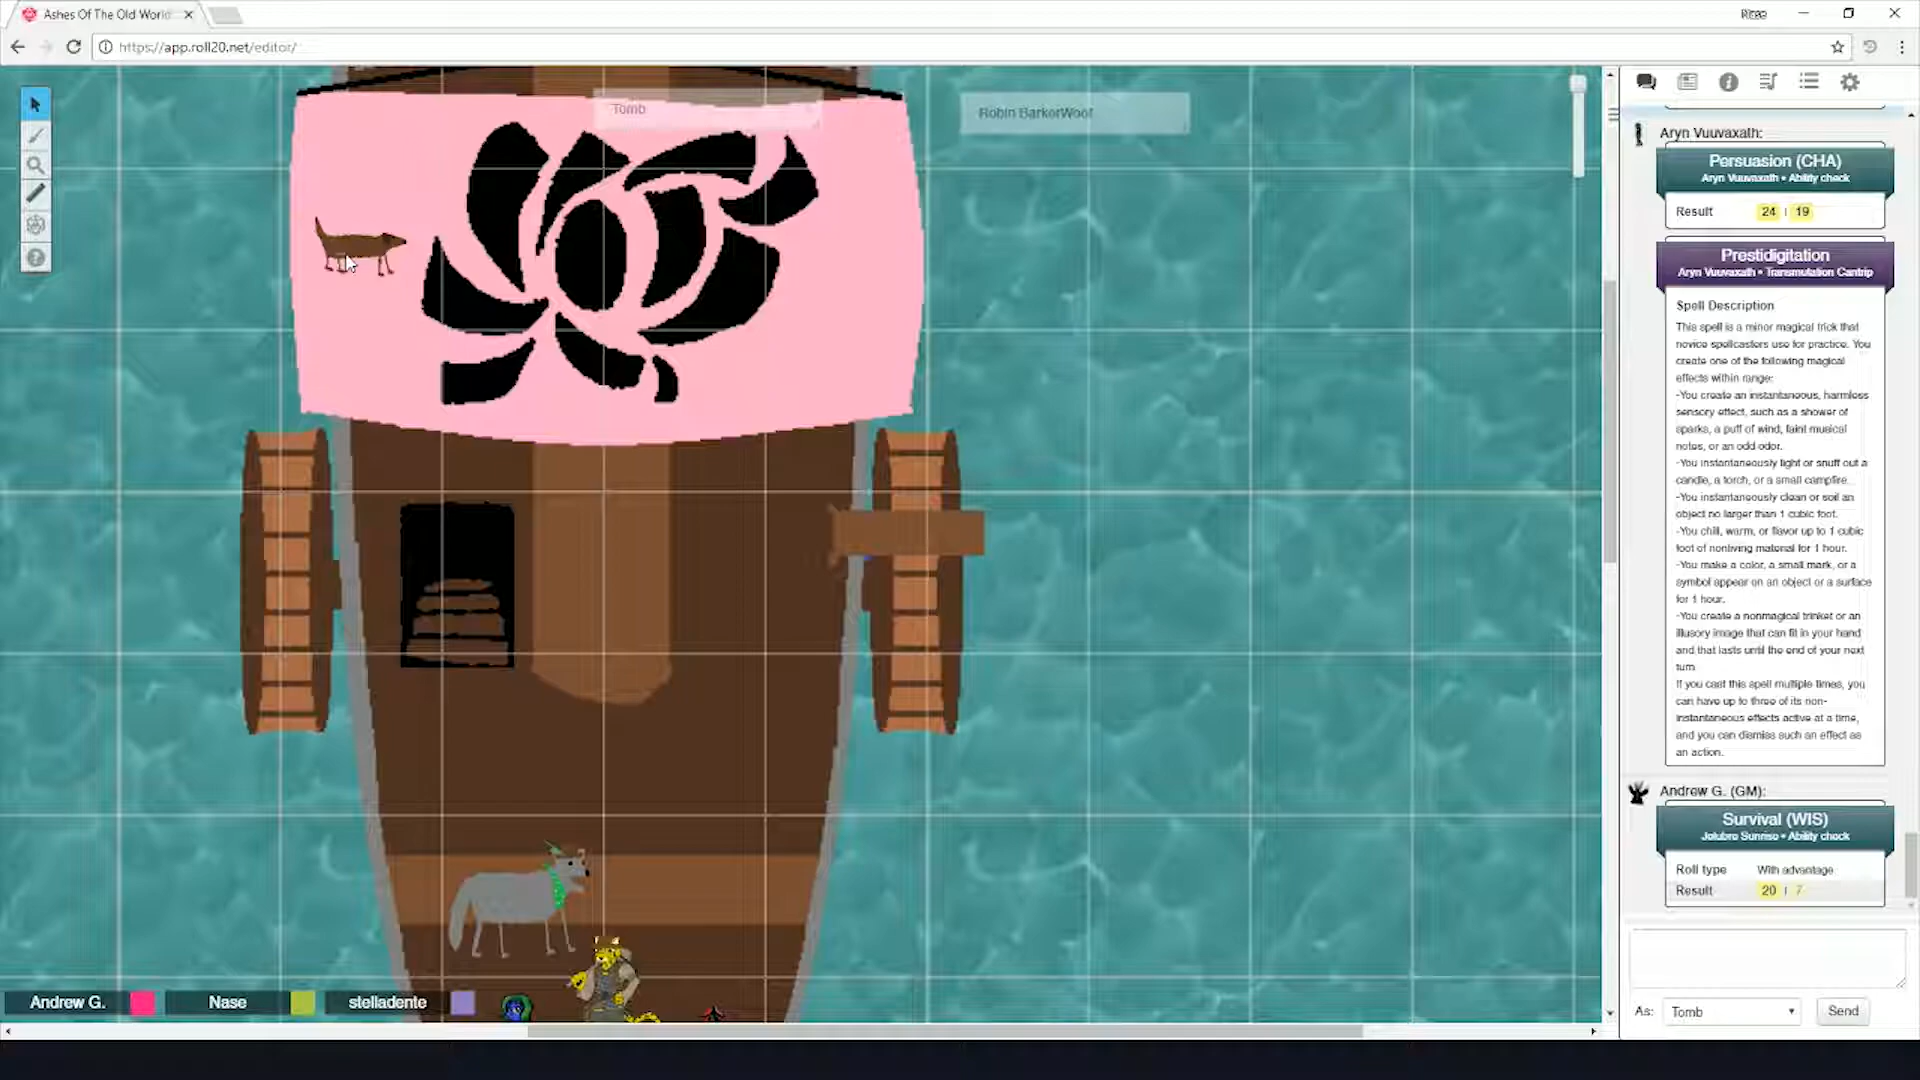 Ashes Of The Old World
https://app.roll20.net/editor/
Tomb
Robin BarkerWoof
Aryn Vuuvaxath:
Persuasion (CHA)
Aryn Vuuvaxath • Ability check
Result 24 | 19
Prestidigitation
Aryn Vuuvaxath • Transmutation Cantrip
Spell Description
This spell is a minor magical trick that
novice spellcasters use for practice. You
create one of the following magical
effects within range:
-You create an instantaneous, harmless
sensory effect, such as a shower of
sparks, a puff of wind, faint musical
notes, or an odd odor.
-You instantaneously light or snuff out a
candle, a torch, or a small campfire.
-You instantaneously clean or soil an
object no larger than 1 cubic foot.
-You chill, warm, or flavor up to 1 cubic
foot of nonliving material for 1 hour.
-You make a color, a small mark, or a
symbol appear on an object or a surface
for 1 hour.
-You create a nonmagical trinket or an
illusory image that can fit in your hand
and that lasts until the end of your next
turn.
If you cast this spell multiple times, you
can have up to three of its non-
instantaneous effects active at a time,
and you can dismiss such an effect as
an action.
Andrew G. (GM):
Survival (WIS)
Jolubre Sunrise • Ability check
Roll type With advantage
Result 20 | 7
Andrew G.
Nase
stelladente
As: Tomb
Send